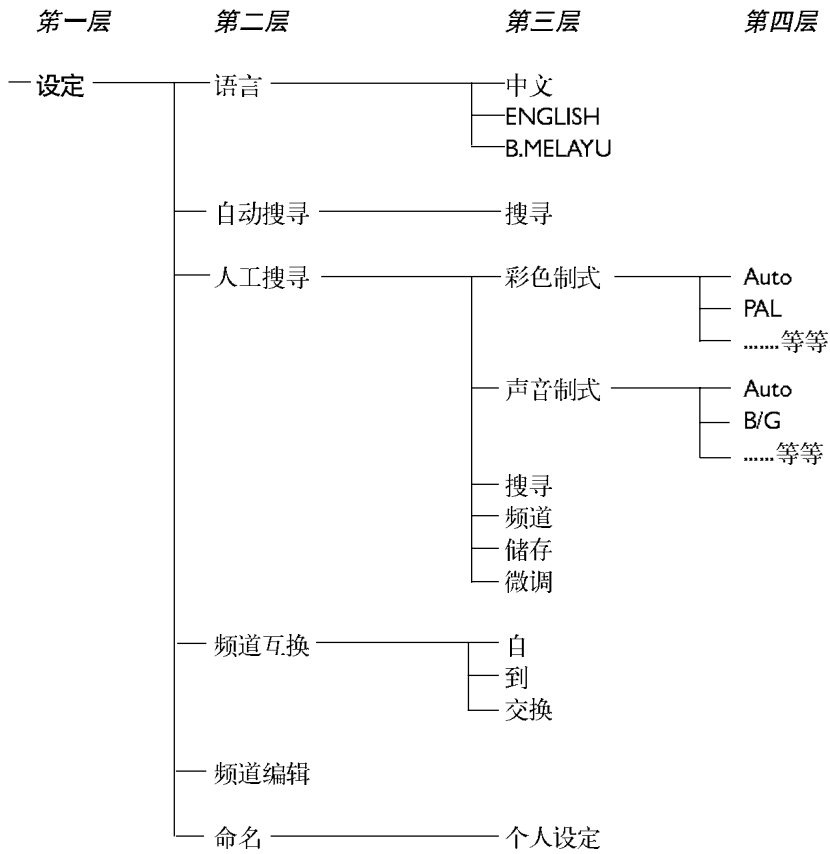 第一层 第二层 第三层 第四层
设定 语言 中文
ENGLISH
B.MELAYU
自动搜寻 搜寻
人工搜寻 彩色制式 Auto
PAL
.......等等
声音制式 Auto
B/G
......等等
搜寻
频道
储存
微调
频道互换 自
到
交换
频道编辑
命名 个人设定